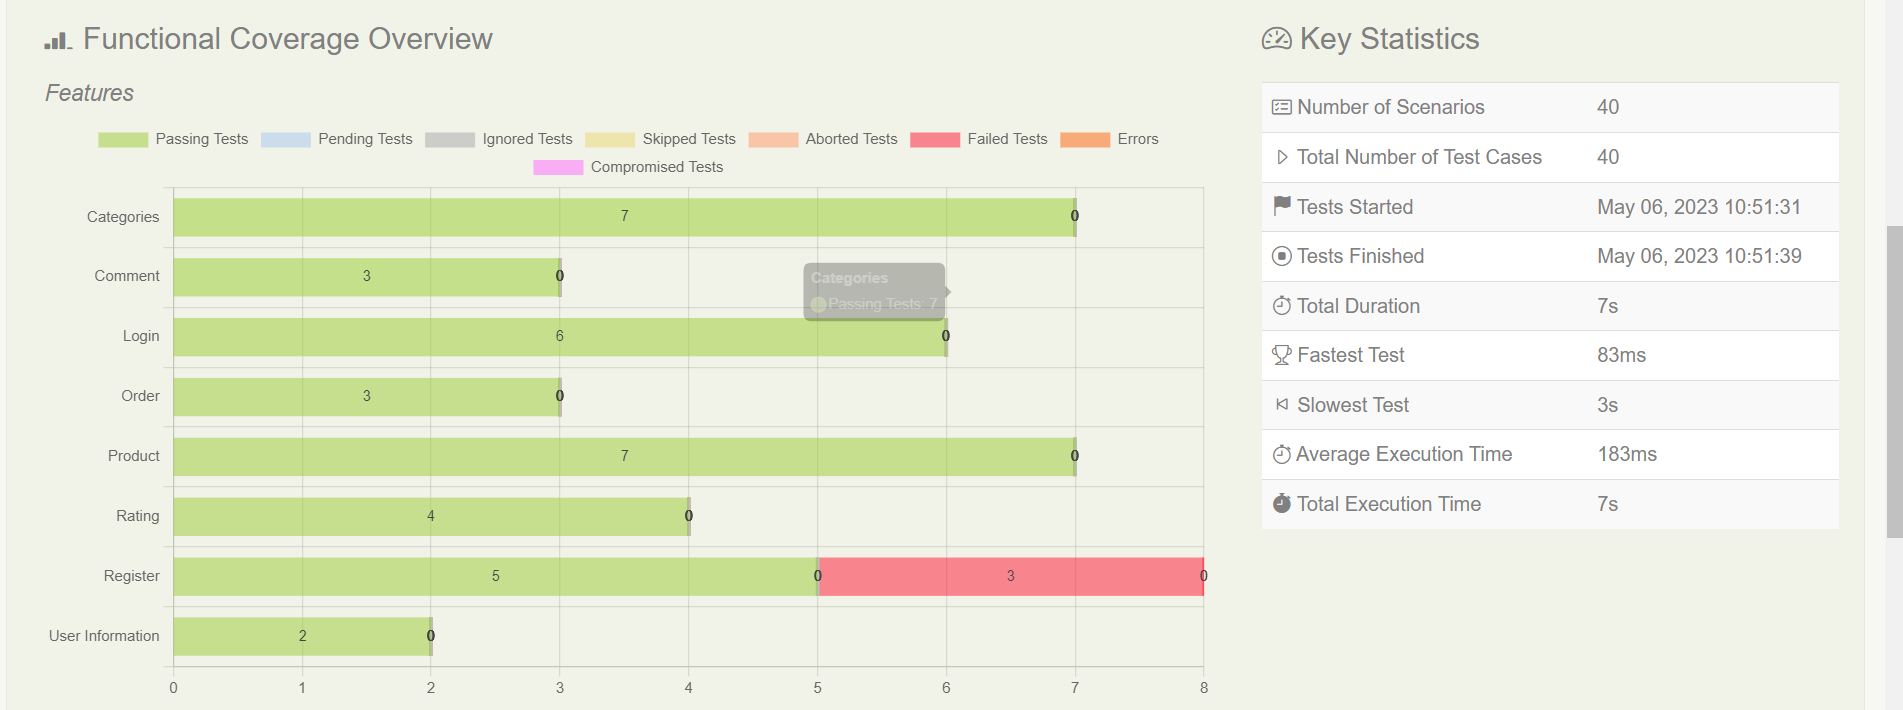 Functional Coverage Overview
Features
Passing Tests Pending Tests Ignored Tests Skipped Tests Aborted Tests Failed Tests Errors
Compromised Tests
Categories 7 0
Comment 3 0
Categories
Passing Tests: 7
Login 6 0
Order 3 0
Product 7 0
Rating 4 0
Register 5 0 3 0
User Information 2 0
0 1 2 3 4 5 6 7 8
Key Statistics
Number of Scenarios 40
Total Number of Test Cases 40
Tests Started May 06, 2023 10:51:31
Tests Finished May 06, 2023 10:51:39
Total Duration 7s
Fastest Test 83ms
Slowest Test 3s
Average Execution Time 183ms
Total Execution Time 7s